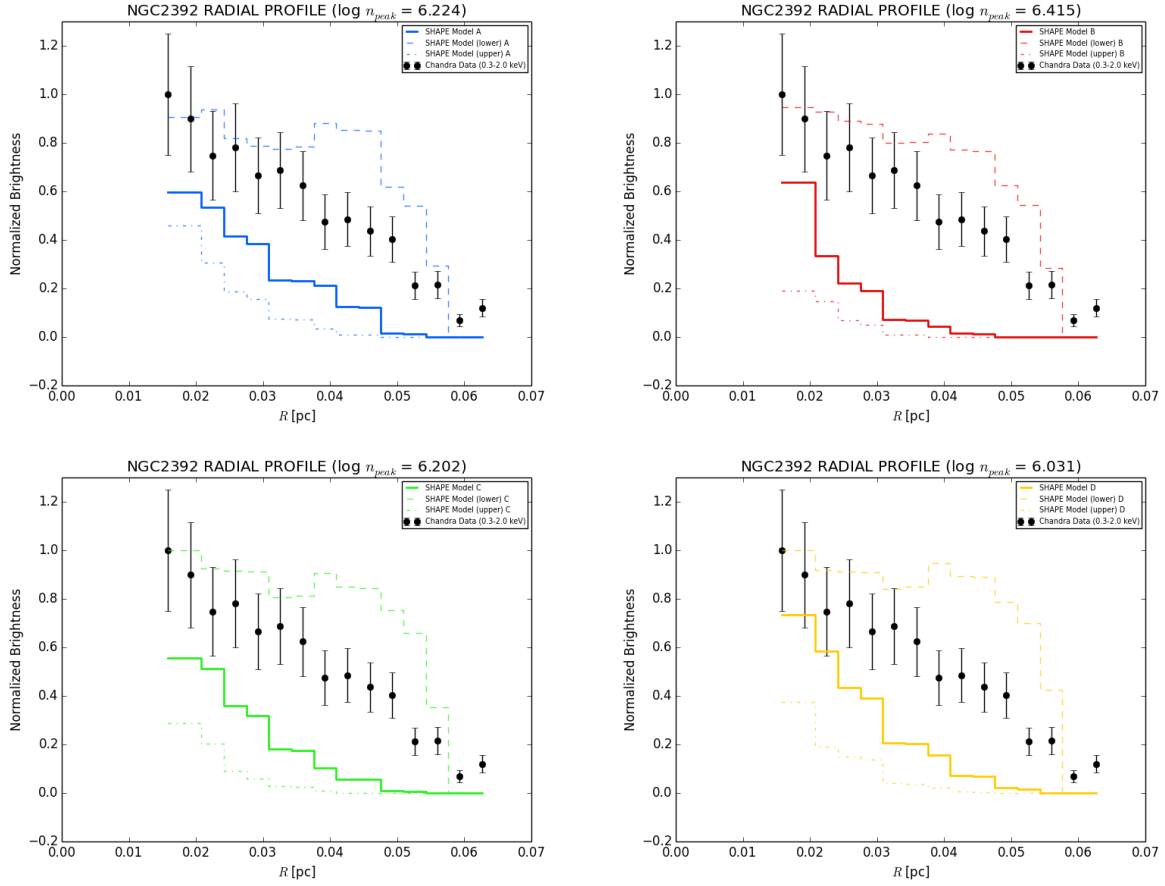 NGC2392 RADIAL PROFILE (log n_peak = 6.224)
SHAPE Model A
SHAPE Model (lower) A
SHAPE Model (upper) A
Chandra Data (0.3-2.0 keV)
Normalized Brightness
1.2
1.0
0.8
0.6
0.4
0.2
0.0
−0.2
0.00 0.01 0.02 0.03 0.04 0.05 0.06 0.07
R [pc]
NGC2392 RADIAL PROFILE (log n_peak = 6.415)
SHAPE Model B
SHAPE Model (lower) B
SHAPE Model (upper) B
Chandra Data (0.3-2.0 keV)
Normalized Brightness
1.2
1.0
0.8
0.6
0.4
0.2
0.0
−0.2
0.00 0.01 0.02 0.03 0.04 0.05 0.06 0.07
R [pc]
NGC2392 RADIAL PROFILE (log n_peak = 6.202)
SHAPE Model C
SHAPE Model (lower) C
SHAPE Model (upper) C
Chandra Data (0.3-2.0 keV)
Normalized Brightness
1.2
1.0
0.8
0.6
0.4
0.2
0.0
−0.2
0.00 0.01 0.02 0.03 0.04 0.05 0.06 0.07
R [pc]
NGC2392 RADIAL PROFILE (log n_peak = 6.031)
SHAPE Model D
SHAPE Model (lower) D
SHAPE Model (upper) D
Chandra Data (0.3-2.0 keV)
Normalized Brightness
1.2
1.0
0.8
0.6
0.4
0.2
0.0
−0.2
0.00 0.01 0.02 0.03 0.04 0.05 0.06 0.07
R [pc]